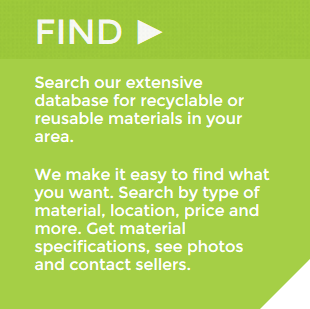 FIND ►
Search our extensive
database for recyclable or
reusable materials in your
area.
We make it easy to find what
you want. Search by type of
material, location, price and
more. Get material
specifications, see photos
and contact sellers.